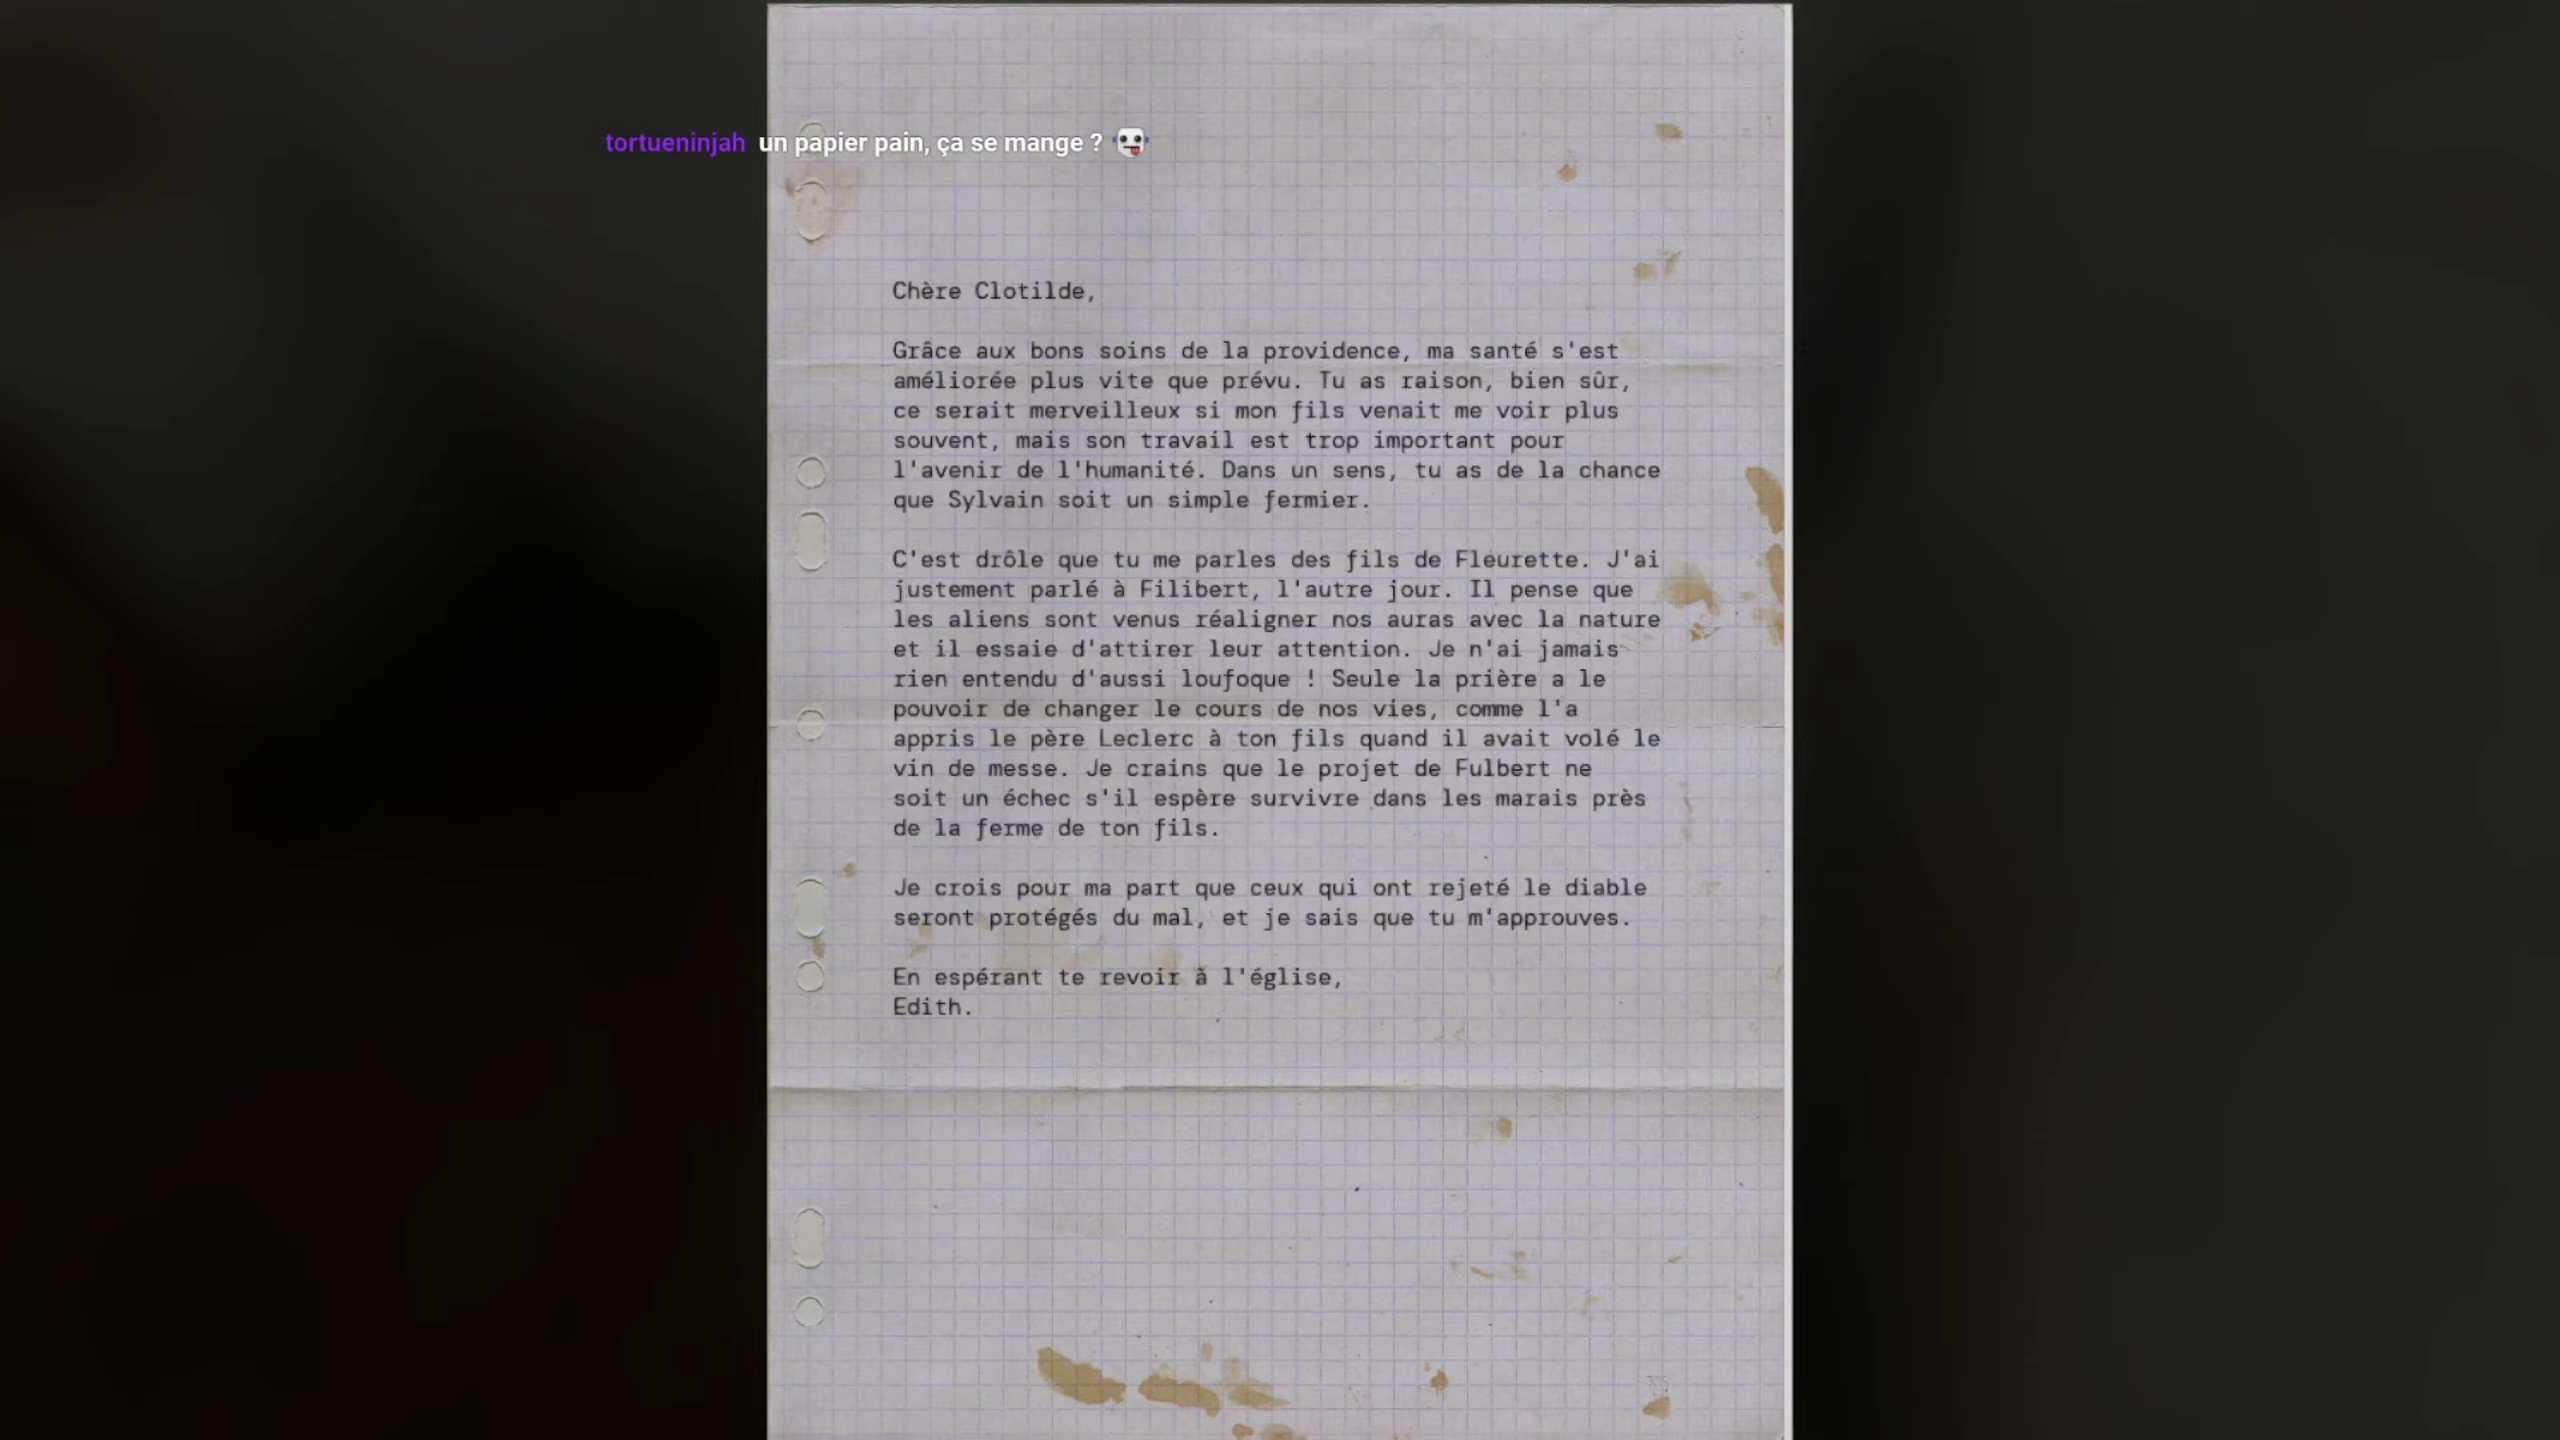 tortueninjah un papier pain, ça se mange ?
Chère Clotilde,
Grâce aux bons soins de la providence, ma santé s'est
améliorée plus vite que prévu. Tu as raison, bien sûr,
ce serait merveilleux si mon fils venait me voir plus
souvent, mais son travail est trop important pour
l'avenir de l'humanité. Dans un sens, tu as de la chance
que Sylvain soit un simple fermier.
C'est drôle que tu me parles des fils de Fleurette. J'ai
justement parlé à Filibert, l'autre jour. Il pense que
les aliens sont venus réaligner nos auras avec la nature
et il essaie d'attirer leur attention. Je n'ai jamais
rien entendu d'aussi loufoque ! Seule la prière a le
pouvoir de changer le cours de nos vies, comme l'a
appris le père Leclerc à ton fils quand il avait volé le
vin de messe. Je crains que le projet de Fulbert ne
soit un échec s'il espère survivre dans les marais près
de la ferme de ton fils.
Je crois pour ma part que ceux qui ont rejeté le diable
seront protégés du mal, et je sais que tu m'approuves.
En espérant te revoir à l'église,
Edith.